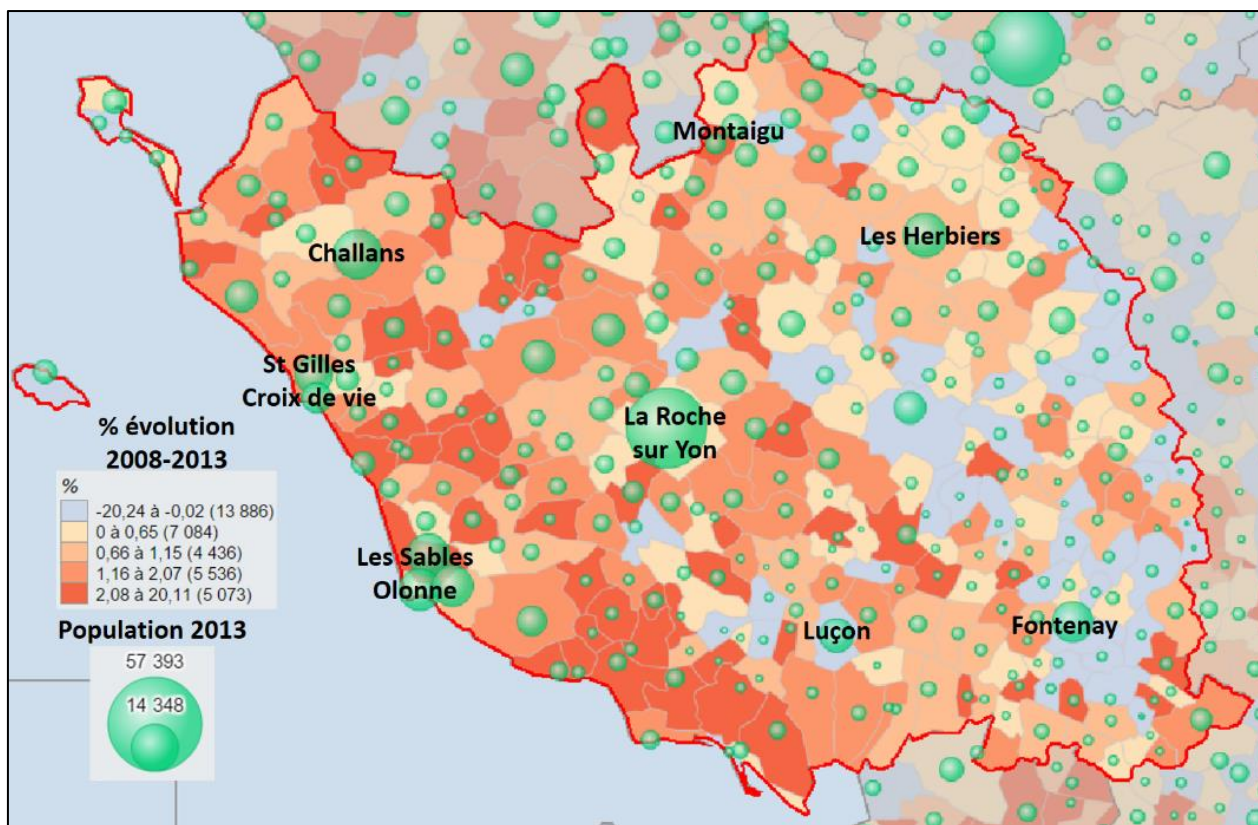 Montaigu
Les Herbiers
Challans
St Gilles
Croix de vie
La Roche
sur Yon
% évolution
2008-2013
%
-20,24 à -0,02 (13 886)
0 à 0,65 (7 084)
0,66 à 1,15 (4 436)
1,16 à 2,07 (5 536)
2,08 à 20,11 (5 073)
Les Sables
Olonne
Luçon
Fontenay
Population 2013
57 393
14 348